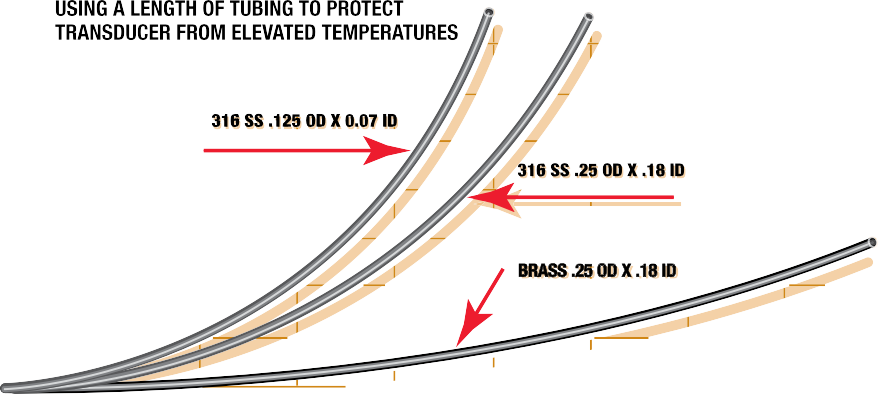 USING A LENGTH OF TUBING TO PROTECT
TRANSDUCER FROM ELEVATED TEMPERATURES
316 SS .125 OD X 0.07 ID
316 SS .25 OD X .18 ID
BRASS .25 OD X .18 ID